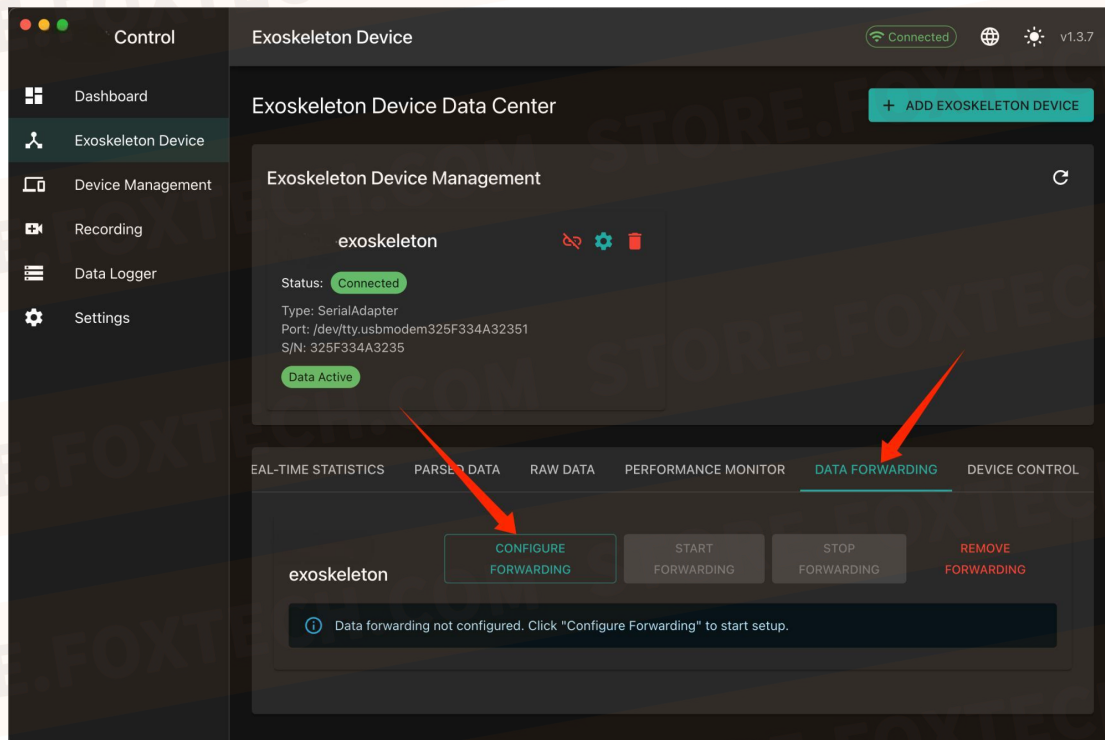 Control
Exoskeleton Device
Connected
v1.3.7
Dashboard
Exoskeleton Device
Device Management
Recording
Data Logger
Settings
Exoskeleton Device Data Center
+ ADD EXOSKELETON DEVICE
Exoskeleton Device Management
exoskeleton
Status: Connected
Type: SerialAdapter
Port: /dev/tty.usbmodem325F334A32351
S/N: 325F334A3235
Data Active
EAL-TIME STATISTICS PARSED DATA RAW DATA PERFORMANCE MONITOR DATA FORWARDING DEVICE CONTROL
exoskeleton
CONFIGURE
FORWARDING
START
FORWARDING
STOP
FORWARDING
REMOVE
FORWARDING
Data forwarding not configured. Click "Configure Forwarding" to start setup.
STORE.FOXTECH.COM